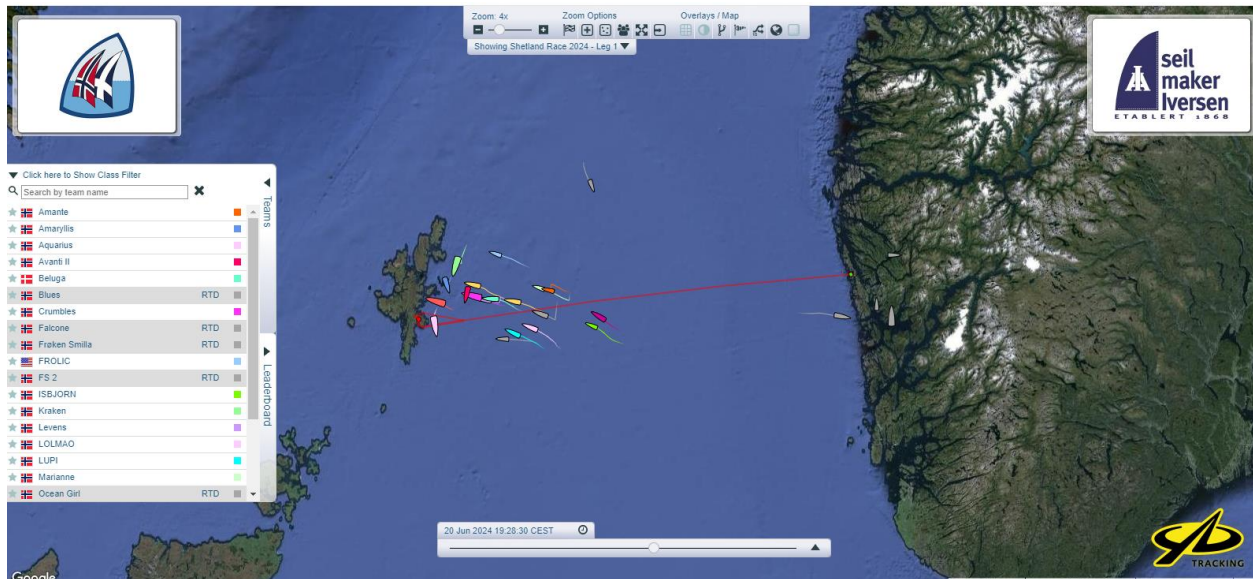 Zoom: 4x
Zoom Options
Overlays / Map
Showing Shetland Race 2024 - Leg 1
seil
maker
Iversen
ETABLERT 1868
Click here to Show Class Filter
Search by team name
Teams
Amante
Amaryllis
Aquarius
Avanti II
Beluga
Blues RTD
Crumbles
Falcone RTD
Frøken Smilla RTD
FROLIC
FS 2 RTD
ISBJORN
Kraken
Levens
LOLMAO
LUPI
Marianne
Ocean Girl RTD
Leaderboard
20 Jun 2024 19:28:30 CEST
Google
TRACKING